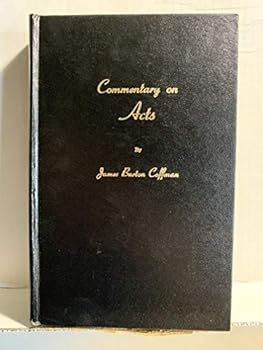 Commentary on
Acts
By
James Burton Coffman